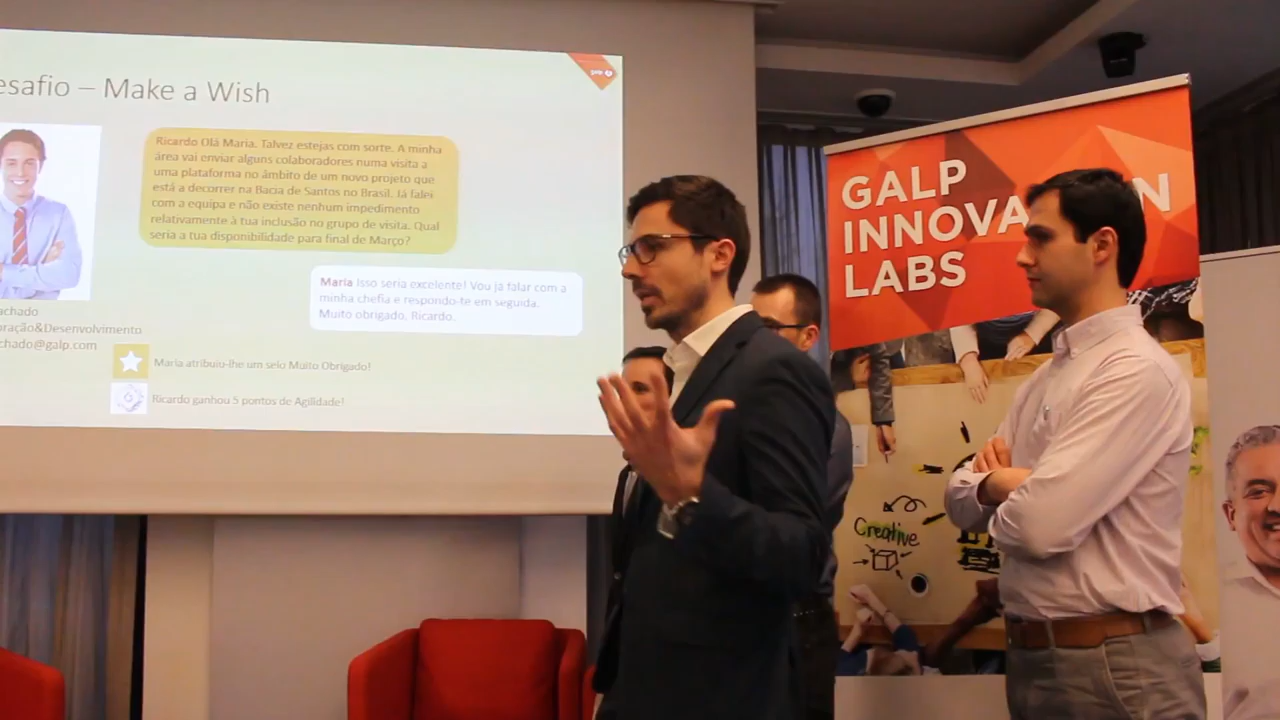 esafio – Make a Wish
Ricardo Olá Maria. Talvez estejas com sorte. A minha
área vai enviar alguns colaboradores numa visita a
uma plataforma no âmbito de um novo projeto que
está a decorrer na Bacia de Santos no Brasil. Já falei
com a equipa e não existe nenhum impedimento
relativamente à tua inclusão no grupo de visita. Qual
seria a tua disponibilidade para final de Março?
Maria Isso seria excelente! Vou já falar com a
minha chefia e respondo-te em seguida.
Muito obrigado, Ricardo.
achado
ração&Desenvolvimento
chado@galp.com
Maria atribuiu-lhe um selo Muito Obrigado!
Ricardo ganhou 5 pontos de Agilidade!
GALP
INNOVA N
LABS
Creative